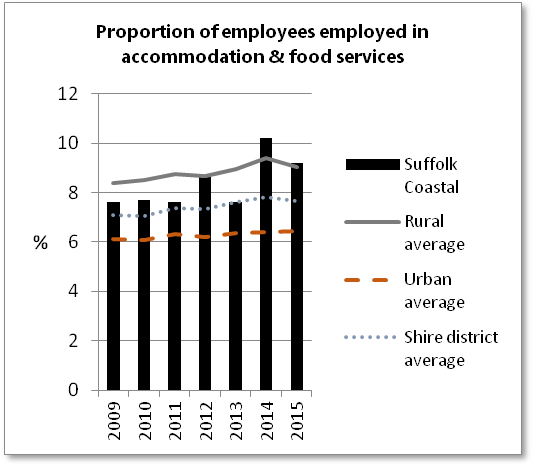 Proportion of employees employed in
accommodation & food services
12
10
8
6
4
2
0
%
2009
2010
2011
2012
2013
2014
2015
Suffolk
Coastal
Rural
average
Urban
average
Shire district
average